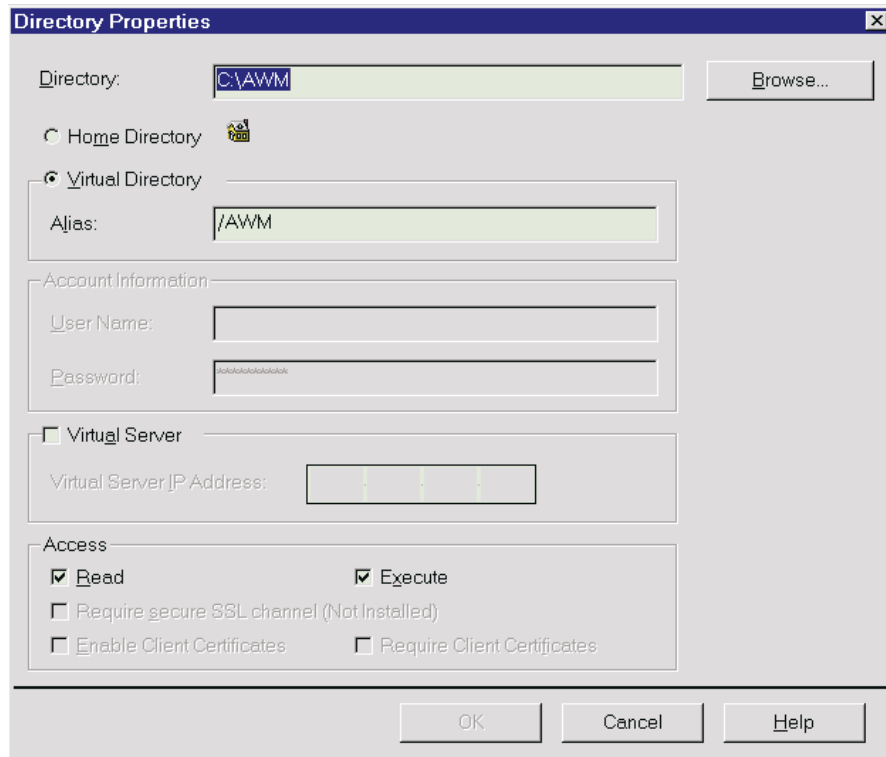 Directory Properties
Directory: C:\AWM Browse...
Home Directory
Virtual Directory
Alias: /AWM
Account Information
User Name:
Password: ***********
Virtual Server
Virtual Server IP Address: . . .
Access
Read Execute
Require secure SSL channel (Not Installed)
Enable Client Certificates Require Client Certificates
OK Cancel Help